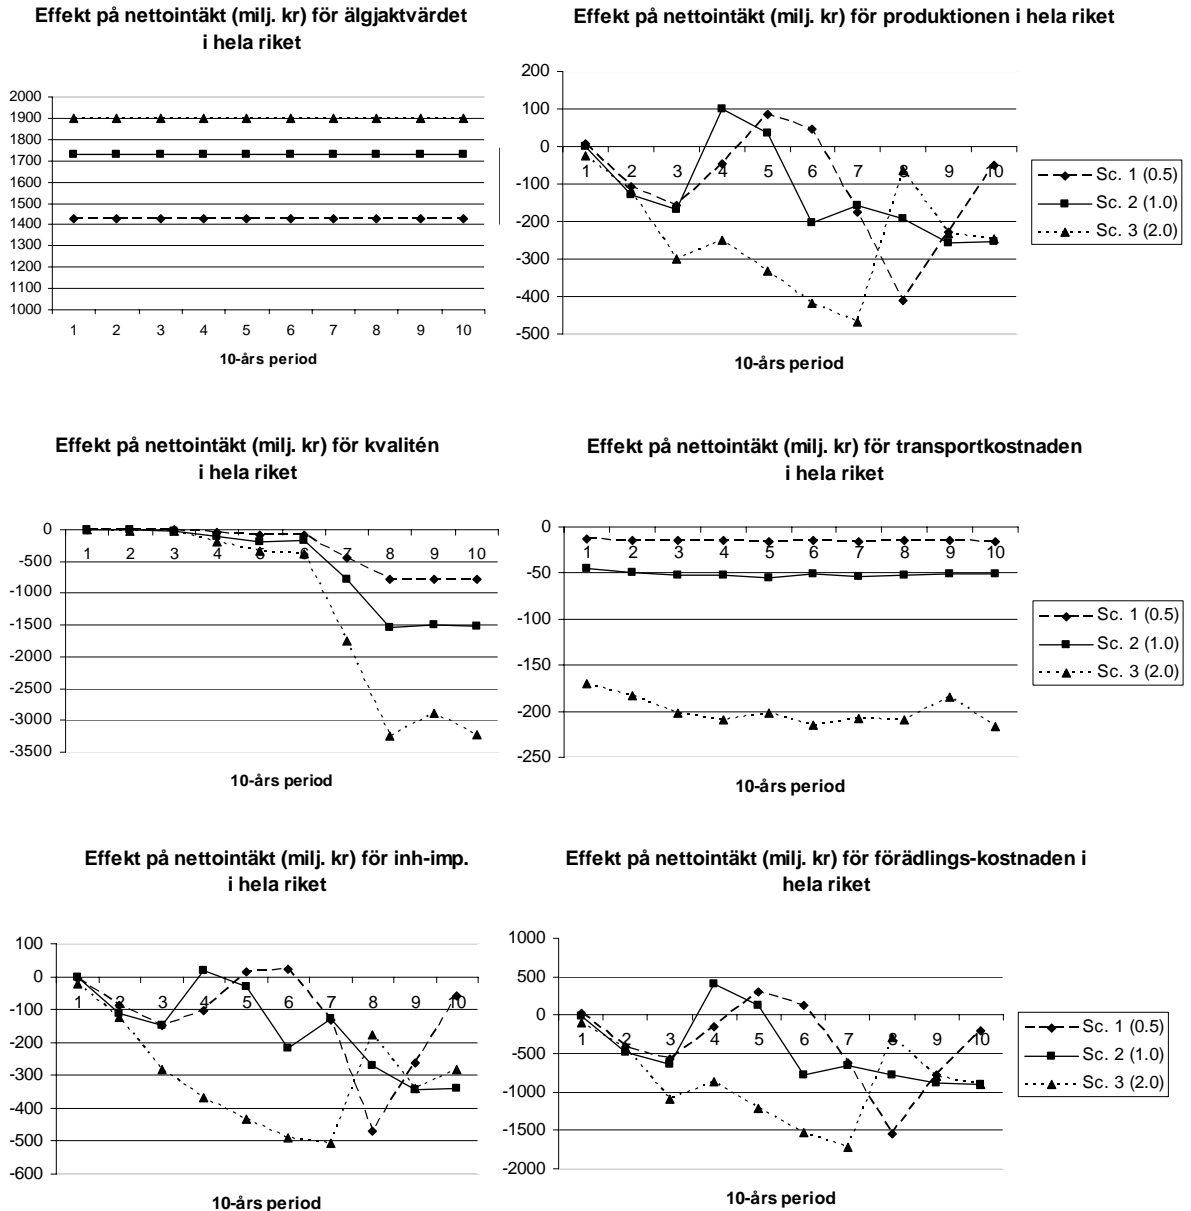 Effekt på nettointäkt (milj. kr) för älgjaktvärdet
i hela riket
2000
1900
1800
1700
1600
1500
1400
1300
1200
1100
1000
1 2 3 4 5 6 7 8 9 10
10-års period
Effekt på nettointäkt (milj. kr) för produktionen i hela riket
200
100
0
-100
-200
-300
-400
-500
1 2 3 4 5 6 7 8 9 10
10-års period
Sc. 1 (0.5)
Sc. 2 (1.0)
Sc. 3 (2.0)
Effekt på nettointäkt (milj. kr) för kvalitén
i hela riket
0
-500
-1000
-1500
-2000
-2500
-3000
-3500
1 2 3 4 5 6 7 8 9 10
10-års period
Effekt på nettointäkt (milj. kr) för transportkostnaden
i hela riket
0
-50
-100
-150
-200
-250
1 2 3 4 5 6 7 8 9 10
10-års period
Sc. 1 (0.5)
Sc. 2 (1.0)
Sc. 3 (2.0)
Effekt på nettointäkt (milj. kr) för inh-imp.
i hela riket
100
0
-100
-200
-300
-400
-500
-600
1 2 3 4 5 6 7 8 9 10
10-års period
Effekt på nettointäkt (milj. kr) för förädlings-kostnaden i
hela riket
1000
500
0
-500
-1000
-1500
-2000
1 2 3 4 5 6 7 8 9 10
10-års period
Sc. 1 (0.5)
Sc. 2 (1.0)
Sc. 3 (2.0)